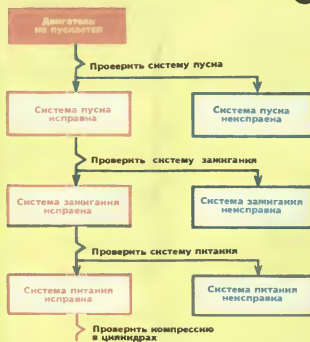 Двигатель
не пускается
Проверить систему пуска
Система пуска
исправна
Система пуска
неисправна
Проверить систему зажигания
Система зажигания
исправна
Система зажигания
неисправна
Проверить систему питания
Система питания
исправна
Система питания
неисправна
Проверить компрессию
в цилиндрах